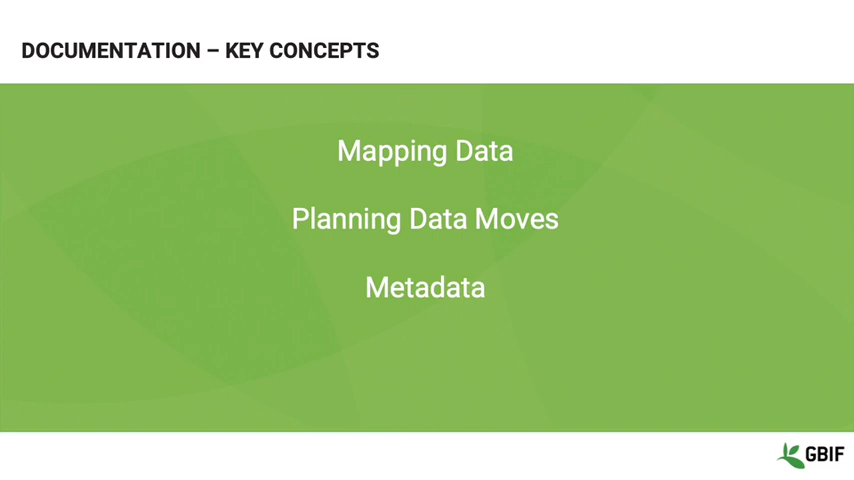 DOCUMENTATION – KEY CONCEPTS
Mapping Data
Planning Data Moves
Metadata
GBIF